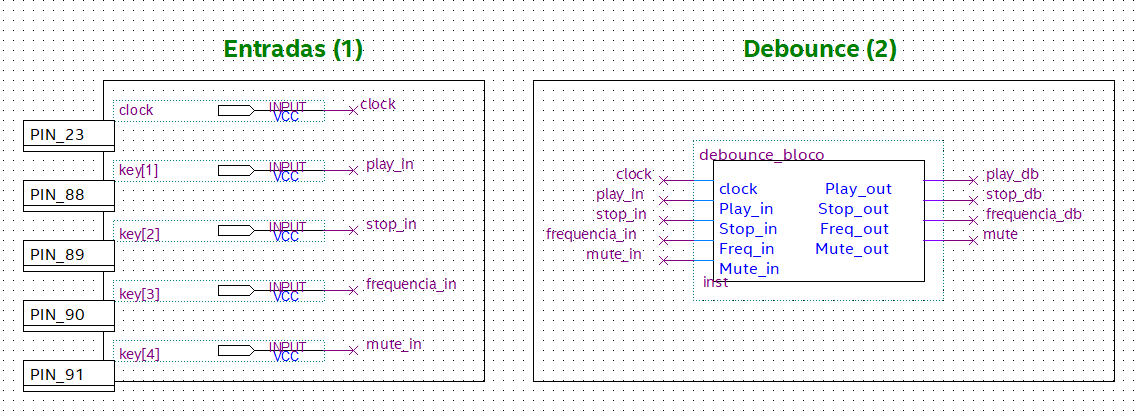 Entradas (1)
clock
INPUT
VCC
clock
PIN_23
key[1]
INPUT
VCC
play_in
PIN_88
key[2]
INPUT
VCC
stop_in
PIN_89
key[3]
INPUT
VCC
frequencia_in
PIN_90
key[4]
INPUT
VCC
mute_in
PIN_91
Debounce (2)
debounce_bloco
clock
play_in
stop_in
frequencia_in
mute_in
clock
Play_in
Stop_in
Freq_in
Mute_in
Play_out
Stop_out
Freq_out
Mute_out
inst
play_db
stop_db
frequencia_db
mute